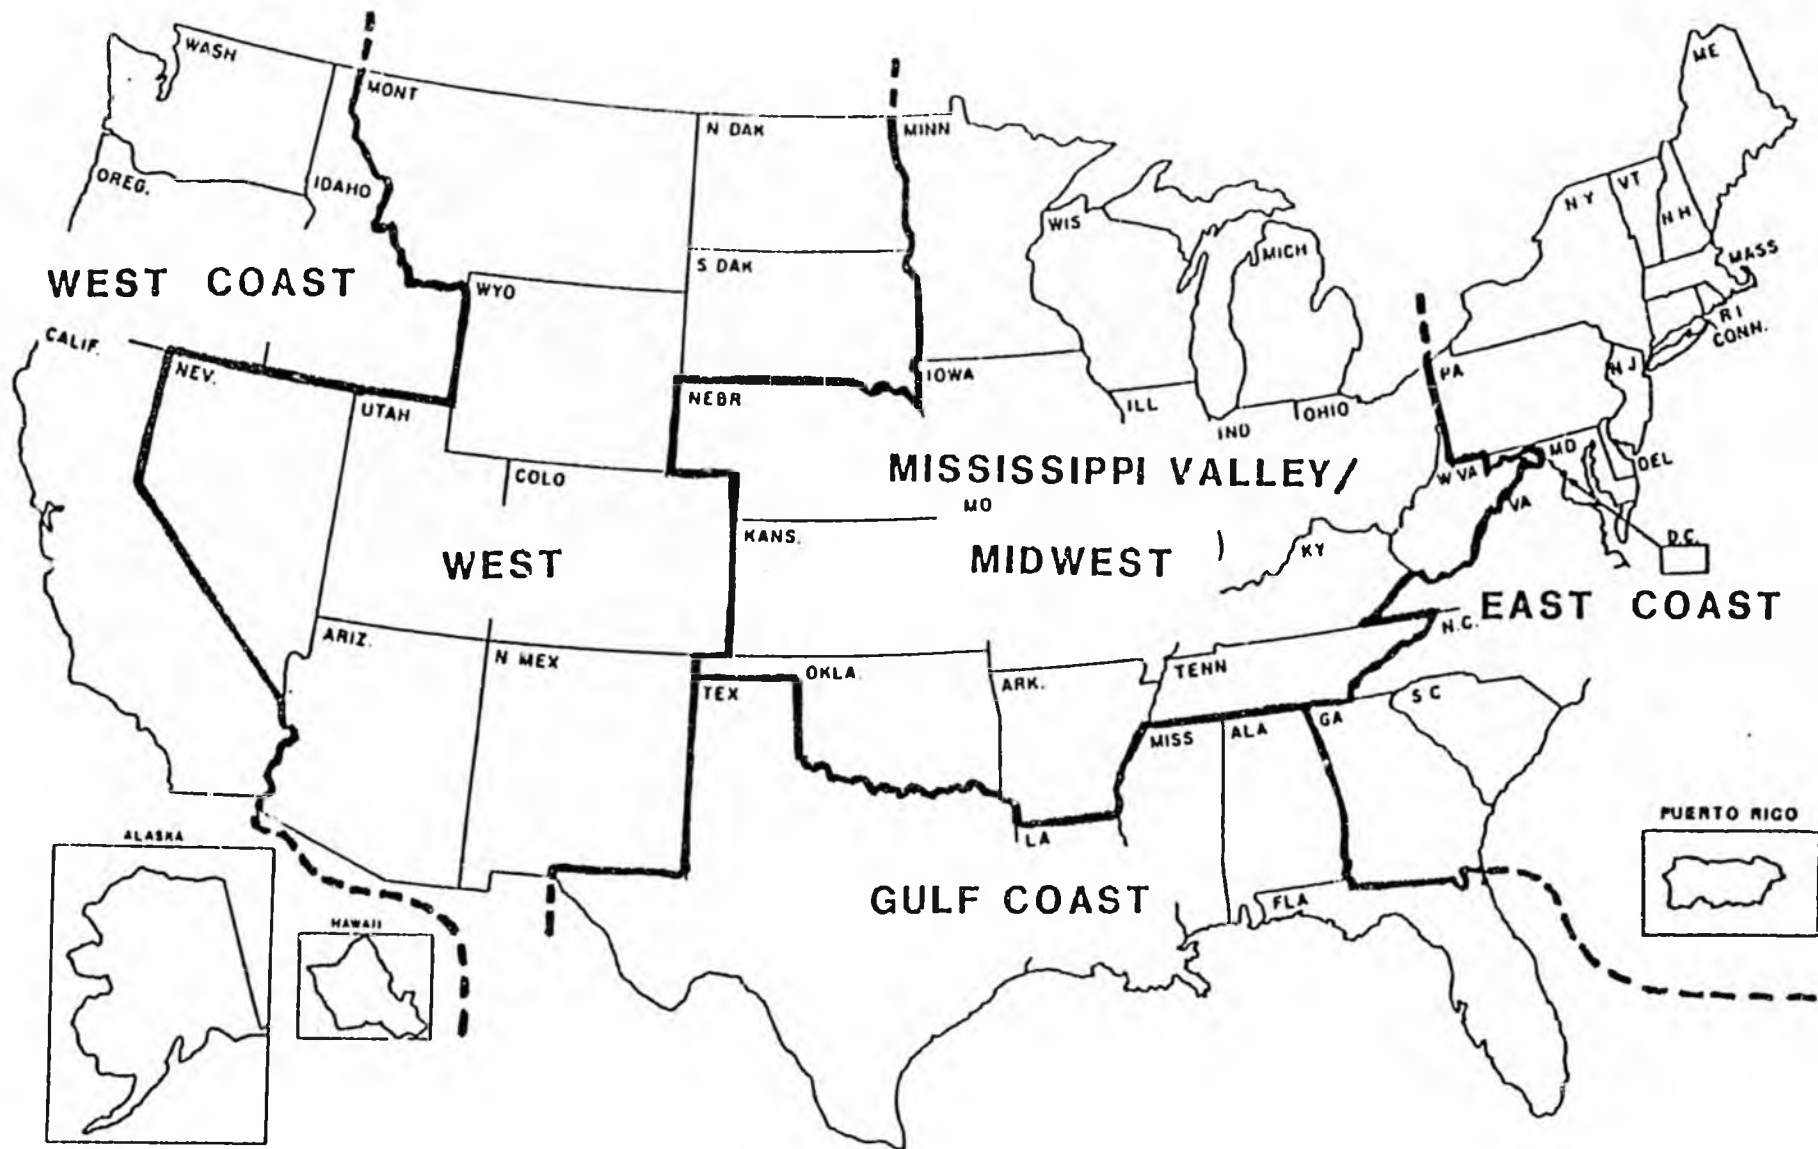 WASH
MONT
N DAK
MINN
ME
OREG.
IDAHO
WIS
MICH
N Y
VT
N H
MASS
S DAK
WEST COAST
WYO
R I
CONN.
CALIF.
NEV.
UTAH
NEBR
IOWA
ILL
IND
OHIO
PA
N J
COLO
MISSISSIPPI VALLEY/
MO
W VA
MD
DEL
VA
KANS.
WEST
MIDWEST
KY
D.C.
EAST COAST
N.C.
ARIZ.
N MEX
TEX
OKLA
ARK.
TENN
S C
MISS
ALA
GA
LA
GULF COAST
FLA
PUERTO RICO
ALASKA
HAWAII